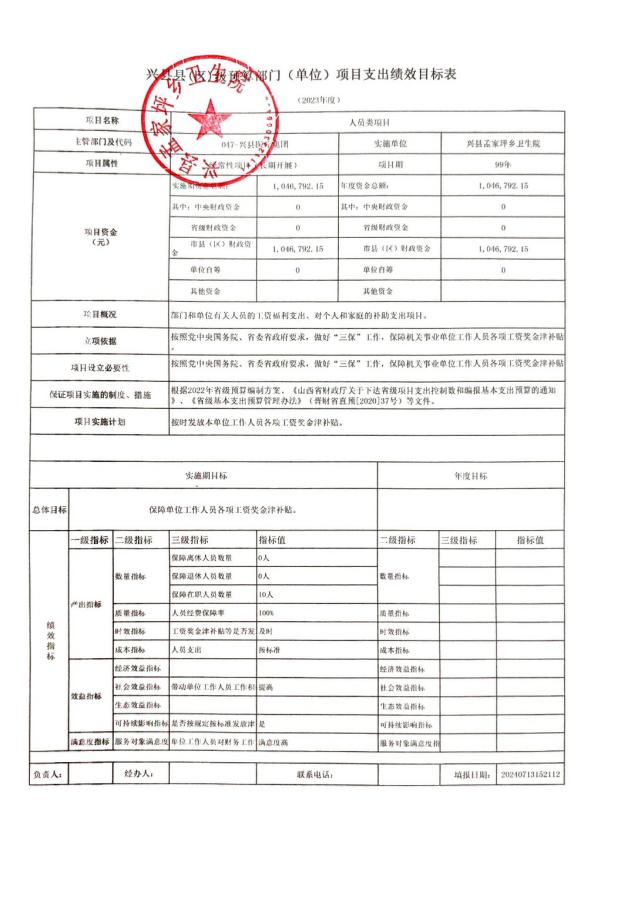 兴县县(区)级预算部门（单位）项目支出绩效目标表
（2023年度）
项目名称 人员类项目
主管部门及代码 047-兴县医疗集团 实施单位 兴县孟家坪乡卫生院
项目属性 经常性项目（长期开展） 项目期 99年
项目资金（元） 实施期资金总额： 1,046,792.15 年度资金总额： 1,046,792.15
其中：中央财政资金 0 其中：中央财政资金 0
省级财政资金 0 省级财政资金 0
市县（区）财政资金 1,046,792.15 市县（区）财政资金 1,046,792.15
单位自筹 0 单位自筹 0
其他资金 其他资金
项目概况 部门和单位有关人员的工资福利支出、对个人和家庭的补助支出项目。
立项依据 按照党中央国务院、省委省政府要求，做好“三保”工作，保障机关事业单位工作人员各项工资奖金津补贴。
项目设立必要性 按照党中央国务院、省委省政府要求，做好“三保”工作，保障机关事业单位工作人员各项工资奖金津补贴
保证项目实施的制度、措施 根据2022年省级预算编制方案、《山西省财政厅关于下达省级项目支出控制数和编报基本支出预算的通知
》、《省级基本支出预算管理办法》（晋财省直预[2020]37号）等文件。
项目实施计划 按时发放本单位工作人员各项工资奖金津补贴。
实施期目标 年度目标
总体目标 保障单位工作人员各项工资奖金津补贴。
绩效指标 一级指标 二级指标 三级指标 指标值 二级指标 三级指标 指标值
产出指标 数量指标 保障离休人员数量 0人 数量指标
保障退休人员数量 0人
保障在职人员数量 10人
质量指标 人员经费保障率 100% 质量指标
时效指标 工资奖金津补贴等是否发 及时 时效指标
成本指标 人员支出 按标准 成本指标
效益指标 经济效益指标 经济效益指标
社会效益指标 带动单位工作人员工作积 提高 社会效益指标
生态效益指标 生态效益指标
可持续影响指标 是否按规定按标准发放津 是 可持续影响指标
满意度指标 服务对象满意度 单位工作人员对财务工作 满意度高 服务对象满意度指
负责人： 经办人： 联系电话： 填报日期： 20240713152112
兴县孟家坪乡卫生院